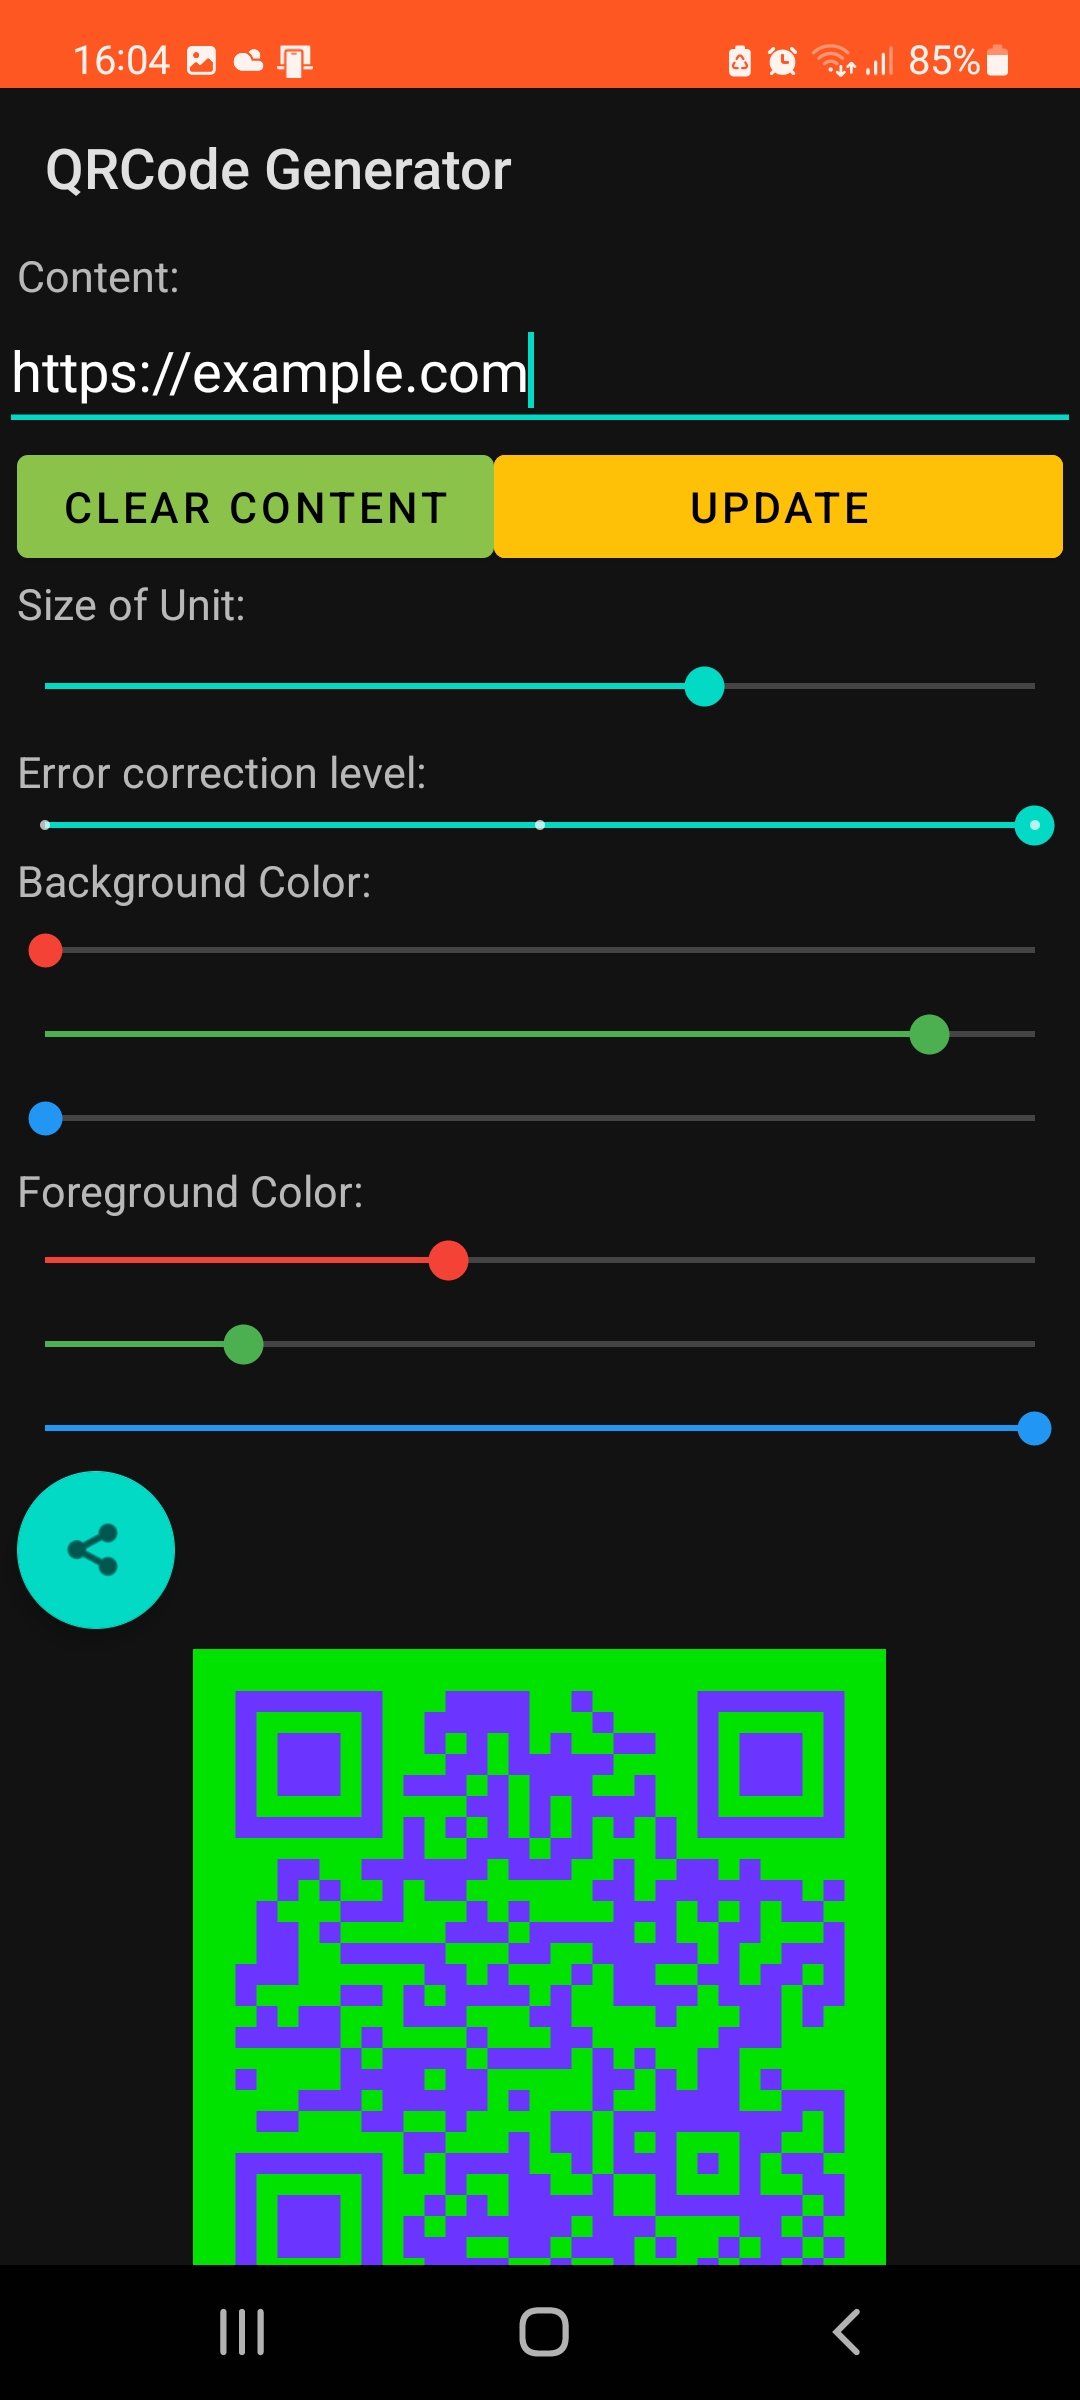 16:04 85%
QRCode Generator
Content:
https://example.com
CLEAR CONTENT UPDATE
Size of Unit:
Error correction level:
Background Color:
Foreground Color: